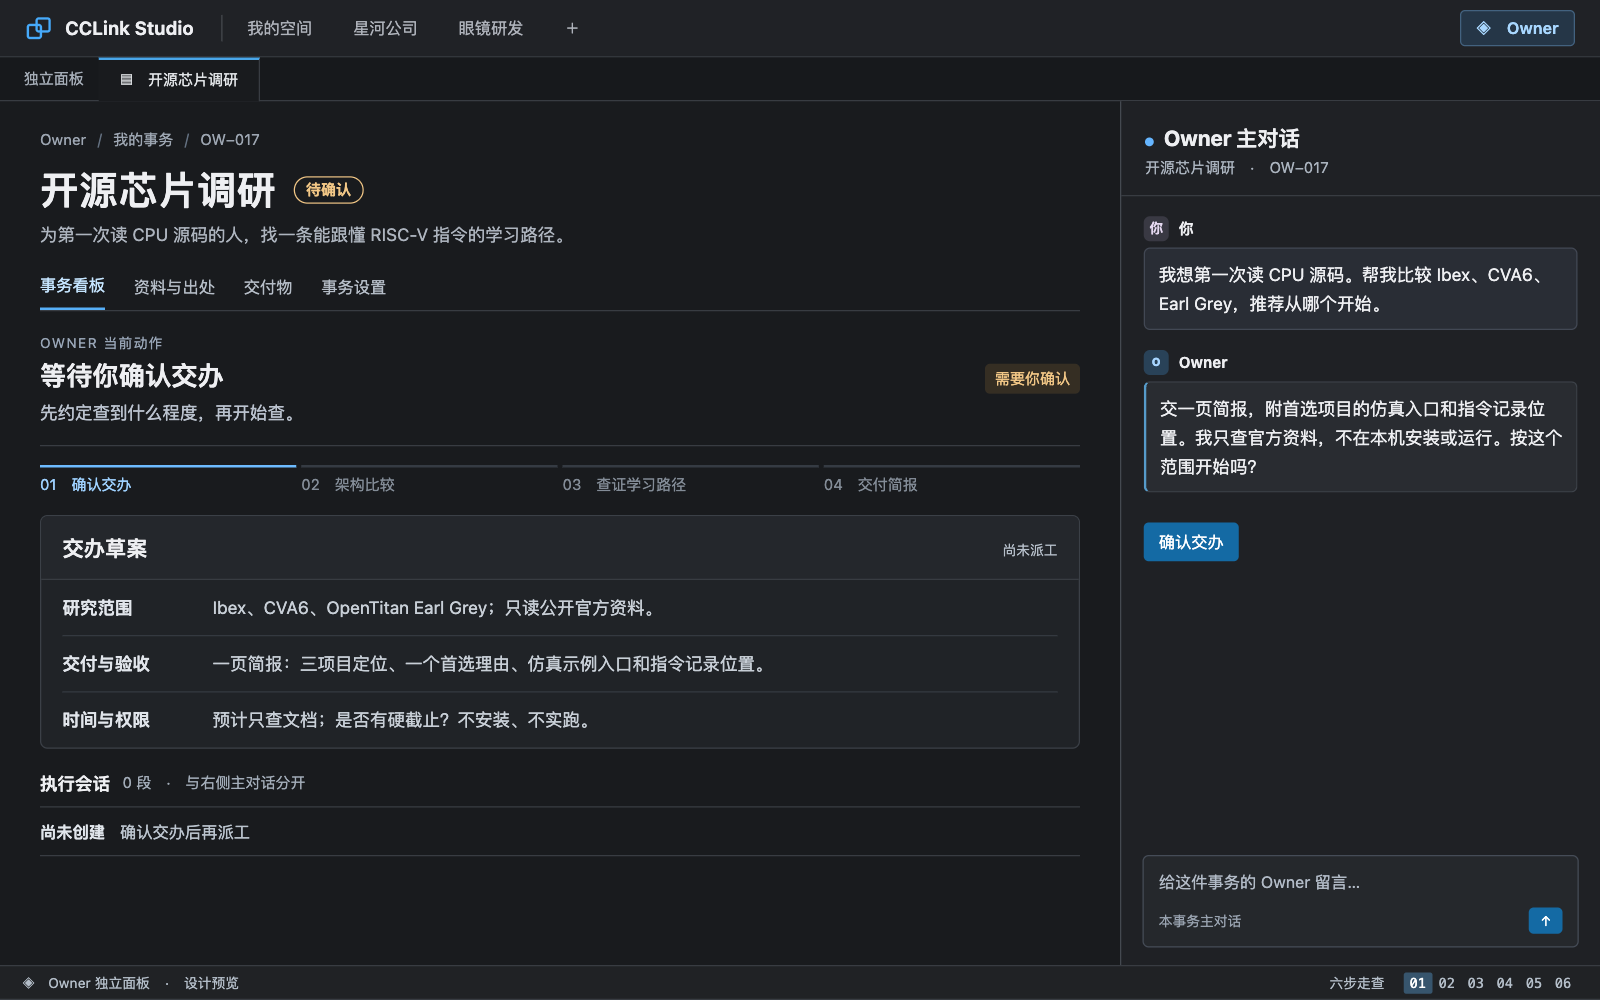 CCLink Studio
我的空间
星河公司
眼镜研发
+
Owner
独立面板
开源芯片调研
Owner / 我的事务 / OW-017
开源芯片调研
待确认
为第一次读 CPU 源码的人，找一条能跟懂 RISC-V 指令的学习路径。
事务看板
资料与出处
交付物
事务设置
OWNER 当前动作
等待你确认交办
需要你确认
先约定查到什么程度，再开始查。
01 确认交办
02 架构比较
03 查证学习路径
04 交付简报
交办草案
尚未派工
研究范围 Ibex、CVA6、OpenTitan Earl Grey；只读公开官方资料。
交付与验收 一页简报：三项目定位、一个首选理由、仿真示例入口和指令记录位置。
时间与权限 预计只查文档；是否有硬截止？不安装、不实跑。
执行会话 0 段 · 与右侧主对话分开
尚未创建 确认交办后再派工
Owner 主对话
开源芯片调研 · OW-017
你 你
我想第一次读 CPU 源码。帮我比较 Ibex、CVA6、
Earl Grey，推荐从哪个开始。
O Owner
交一页简报，附首选项目的仿真入口和指令记录位
置。我只查官方资料，不在本机安装或运行。按这个
范围开始吗?
确认交办
给这件事务的 Owner 留言...
本事务主对话
↑
Owner 独立面板 · 设计预览
六步走查 01 02 03 04 05 06